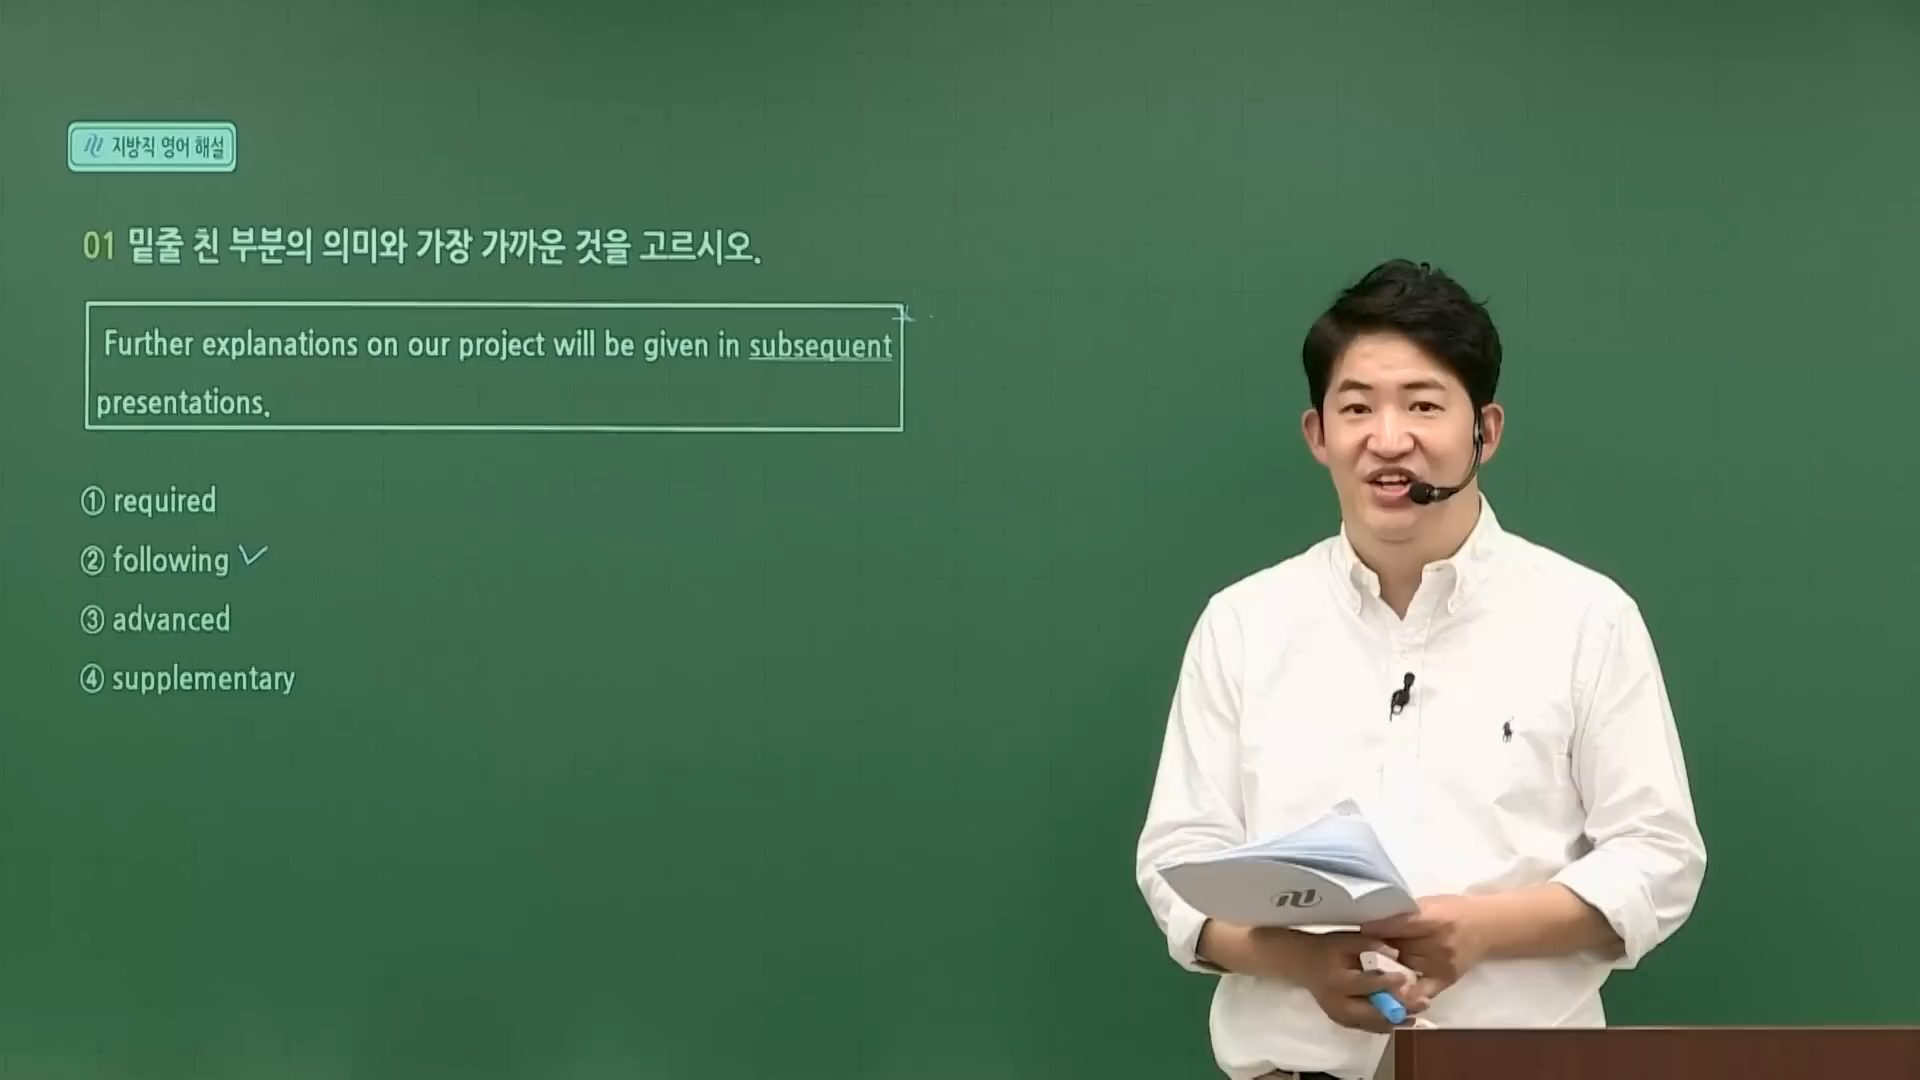 지방직 영어 해설
01 밑줄 친 부분의 의미와 가장 가까운 것을 고르시오.
Further explanations on our project will be given in subsequent
presentations.
① required
② following
③ advanced
④ supplementary